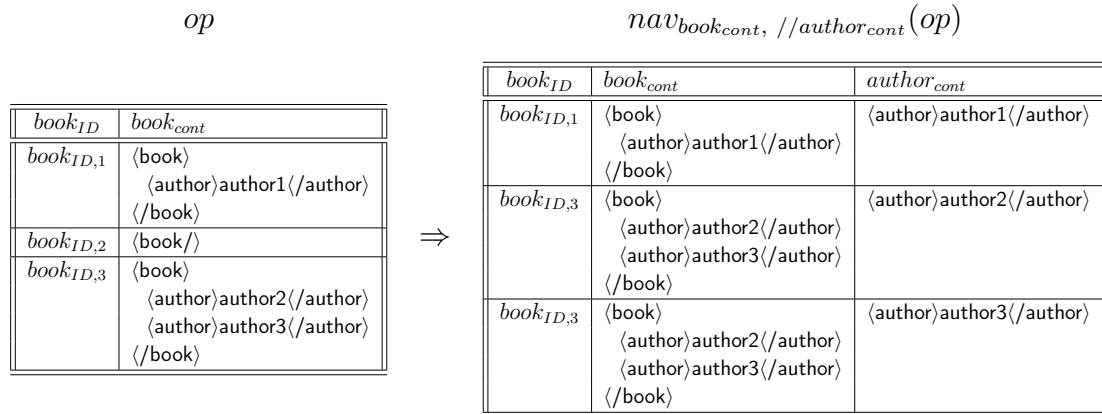 op
nav book_cont, //author_cont (op)
book_ID book_cont
book_ID,1 ⟨book⟩
⟨author⟩author1⟨/author⟩
⟨/book⟩
book_ID,2 ⟨book/⟩
book_ID,3 ⟨book⟩
⟨author⟩author2⟨/author⟩
⟨author⟩author3⟨/author⟩
⟨/book⟩
⇒
book_ID book_cont author_cont
book_ID,1 ⟨book⟩ ⟨author⟩author1⟨/author⟩
⟨author⟩author1⟨/author⟩
⟨/book⟩
book_ID,3 ⟨book⟩ ⟨author⟩author2⟨/author⟩
⟨author⟩author2⟨/author⟩
⟨author⟩author3⟨/author⟩
⟨/book⟩
book_ID,3 ⟨book⟩ ⟨author⟩author3⟨/author⟩
⟨author⟩author2⟨/author⟩
⟨author⟩author3⟨/author⟩
⟨/book⟩